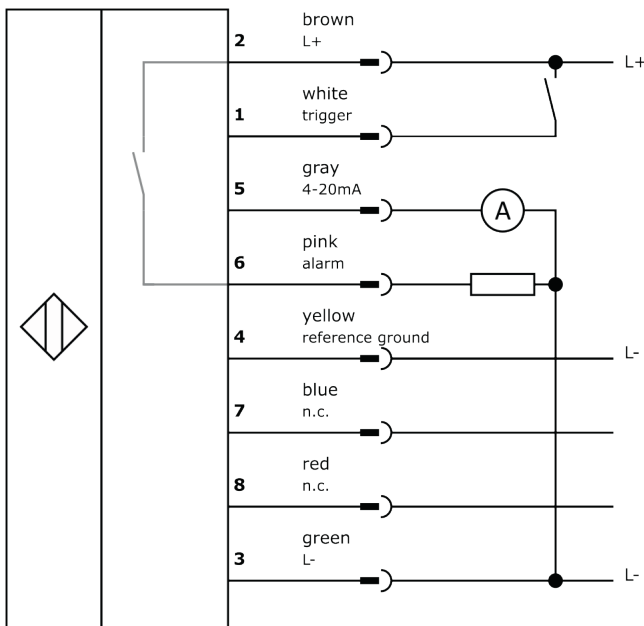 brown
2 L+ L+
white
1 trigger
gray
5 4-20mA
A
pink
6 alarm
yellow
4 reference ground L-
blue
7 n.c.
red
8 n.c.
green
3 L- L-